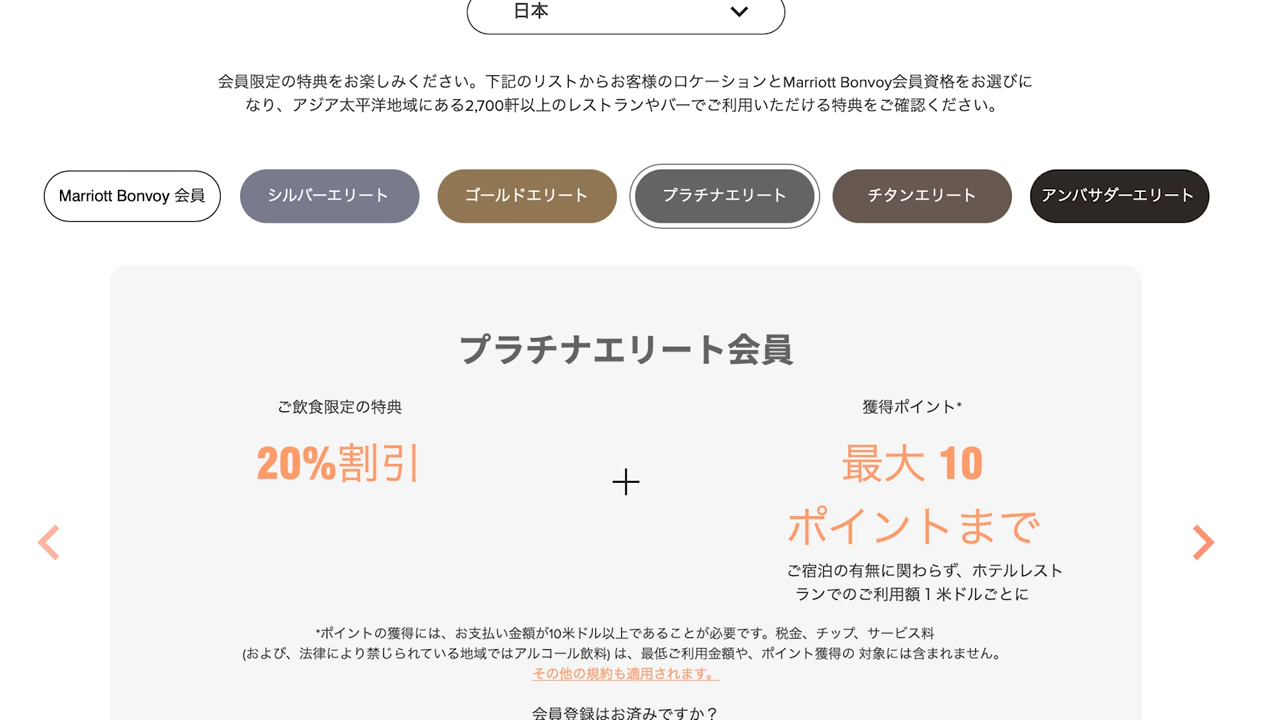 日本
会員限定の特典をお楽しみください。下記のリストからお客様のロケーションとMarriott Bonvoy会員資格をお選びに
なり、アジア太平洋地域にある2,700軒以上のレストランやバーでご利用いただける特典をご確認ください。
Marriott Bonvoy 会員
シルバーエリート
ゴールドエリート
プラチナエリート
チタンエリート
アンバサダーエリート
プラチナエリート会員
ご飲食限定の特典
20%割引
+
獲得ポイント*
最大 10
ポイントまで
ご宿泊の有無に関わらず、ホテルレスト
ランでのご利用額 1 米ドルごとに
*ポイントの獲得には、お支払い金額が10米ドル以上であることが必要です。税金、チップ、サービス料
(および、法律により禁じられている地域ではアルコール飲料) は、最低ご利用金額や、ポイント獲得の 対象には含まれません。
その他の規約も適用されます。
会員登録はお済みですか？